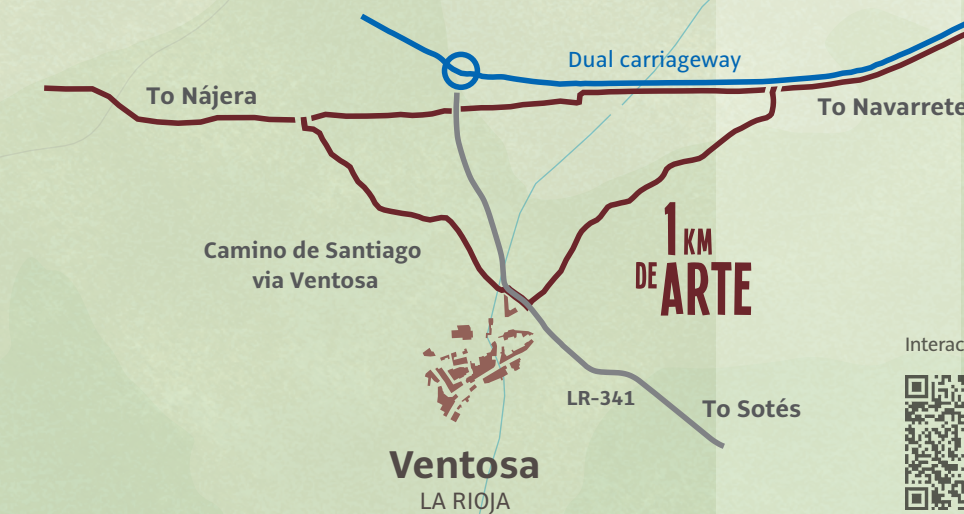 Dual carriageway
To Nájera
To Navarrete
1 KM
DE ARTE
Camino de Santiago
via Ventosa
Interac
LR-341
To Sotés
Ventosa
LA RIOJA